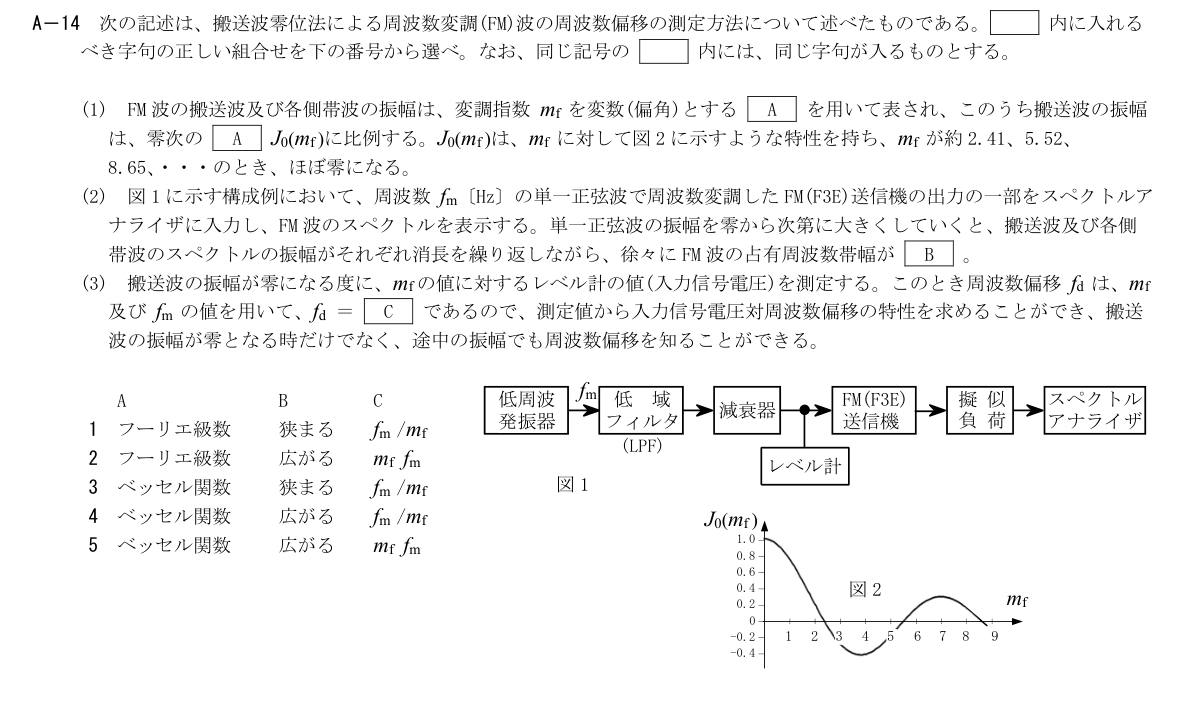 A－14 次の記述は、搬送波零位法による周波数変調(FM)波の周波数偏移の測定方法について述べたものである。　　　内に入れる
べき字句の正しい組合せを下の番号から選べ。なお、同じ記号の　　　内には、同じ字句が入るものとする。
(1) FM 波の搬送波及び各側帯波の振幅は、変調指数 mf を変数(偏角)とする A を用いて表され、このうち搬送波の振幅
は、零次の A J0(mf)に比例する。J0(mf)は、mf に対して図2に示すような特性を持ち、mf が約 2.41、5.52、
8.65、・・・のとき、ほぼ零になる。
(2) 図1に示す構成例において、周波数 fm〔Hz〕の単一正弦波で周波数変調した FM(F3E)送信機の出力の一部をスペクトルア
ナライザに入力し、FM 波のスペクトルを表示する。単一正弦波の振幅を零から次第に大きくしていくと、搬送波及び各側
帯波のスペクトルの振幅がそれぞれ消長を繰り返しながら、徐々に FM 波の占有周波数帯幅が B 。
(3) 搬送波の振幅が零になる度に、mfの値に対するレベル計の値(入力信号電圧)を測定する。このとき周波数偏移 fd は、mf
及び fm の値を用いて、fd ＝ C であるので、測定値から入力信号電圧対周波数偏移の特性を求めることができ、搬送
波の振幅が零となる時だけでなく、途中の振幅でも周波数偏移を知ることができる。
A B C
1 フーリエ級数 狭まる fm /mf
2 フーリエ級数 広がる mf fm
3 ベッセル関数 狭まる fm /mf
4 ベッセル関数 広がる fm /mf
5 ベッセル関数 広がる mf fm
低周波
発振器
fm
低 域
フィルタ
(LPF)
減衰器
レベル計
FM(F3E)
送信機
擬 似
負 荷
スペクトル
アナライザ
図1
J0(mf)
1.0
0.8
0.6
0.4
0.2
0
-0.2
-0.4
1 2 3 4 5 6 7 8 9
mf
図2